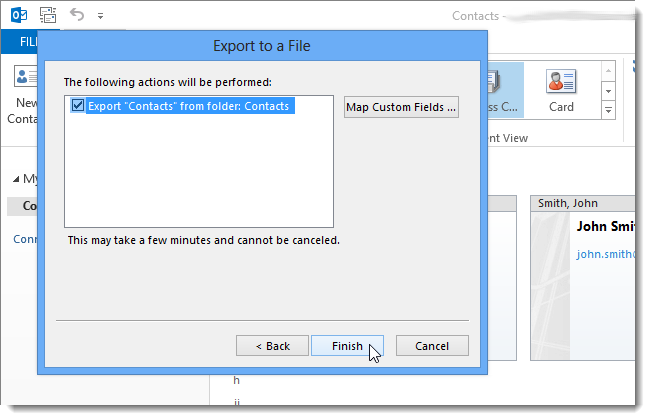 Contacts -
Export to a File
FILE
The following actions will be performed:
Export "Contacts" from folder: Contacts
Map Custom Fields ...
New
Conta
ss C...
Card
ent View
My
Co
Conn
This may take a few minutes and cannot be canceled.
Smith, John
John Smi
john.smith
< Back
Finish
Cancel
h
ij